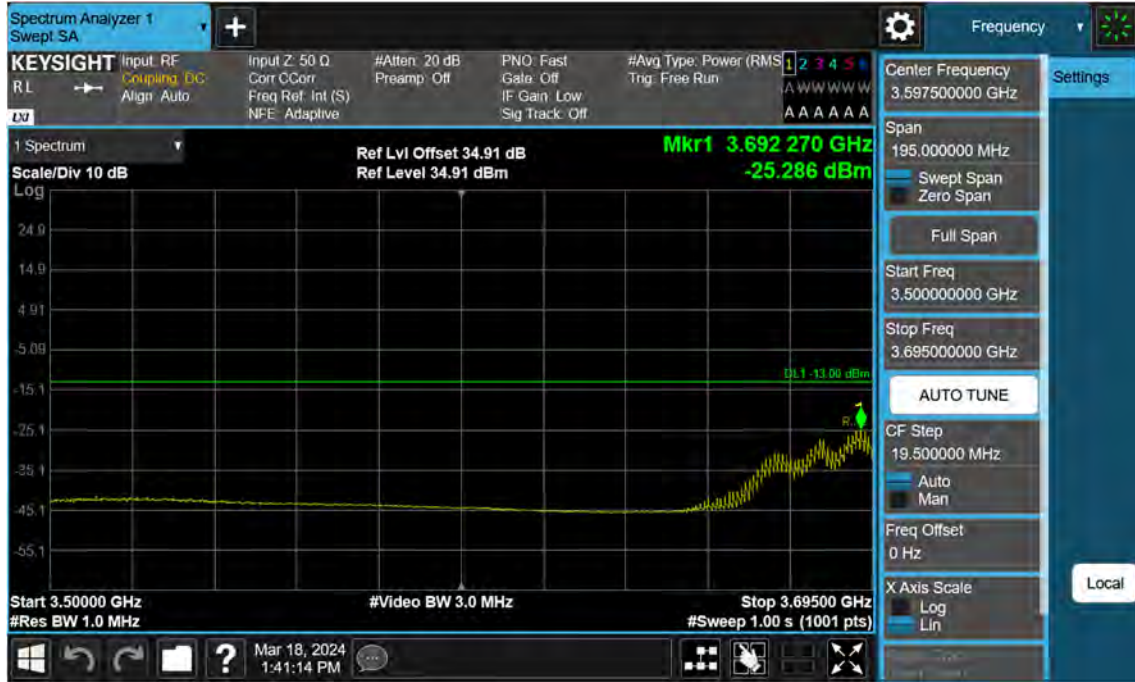 Spectrum Analyzer 1
Swept SA
Frequency
KEYSIGHT
RL
LXI
Input: RF
Coupling: DC
Align: Auto
Input Z: 50 Ω
Corr CCorr
Freq Ref: Int (S)
NFE: Adaptive
#Atten: 20 dB
Preamp: Off
PNO: Fast
Gate: Off
IF Gain: Low
Sig Track: Off
#Avg Type: Power (RMS
Trig: Free Run
1 2 3 4 5 6
A W W W W W
A A A A A A
1 Spectrum
Scale/Div 10 dB
Ref Lvl Offset 34.91 dB
Ref Level 34.91 dBm
Mkr1 3.692 270 GHz
-25.286 dBm
Log
24.9
14.9
4.91
-5.09
-15.1
-25.1
-35.1
-45.1
-55.1
DL1 -13.00 dBm
Start 3.50000 GHz
#Res BW 1.0 MHz
#Video BW 3.0 MHz
Stop 3.69500 GHz
#Sweep 1.00 s (1001 pts)
Center Frequency
3.597500000 GHz
Settings
Span
195.000000 MHz
Swept Span
Zero Span
Full Span
Start Freq
3.500000000 GHz
Stop Freq
3.695000000 GHz
AUTO TUNE
CF Step
19.500000 MHz
Auto
Man
Freq Offset
0 Hz
X Axis Scale
Log
Lin
Local
?
Mar 18, 2024
1:41:14 PM